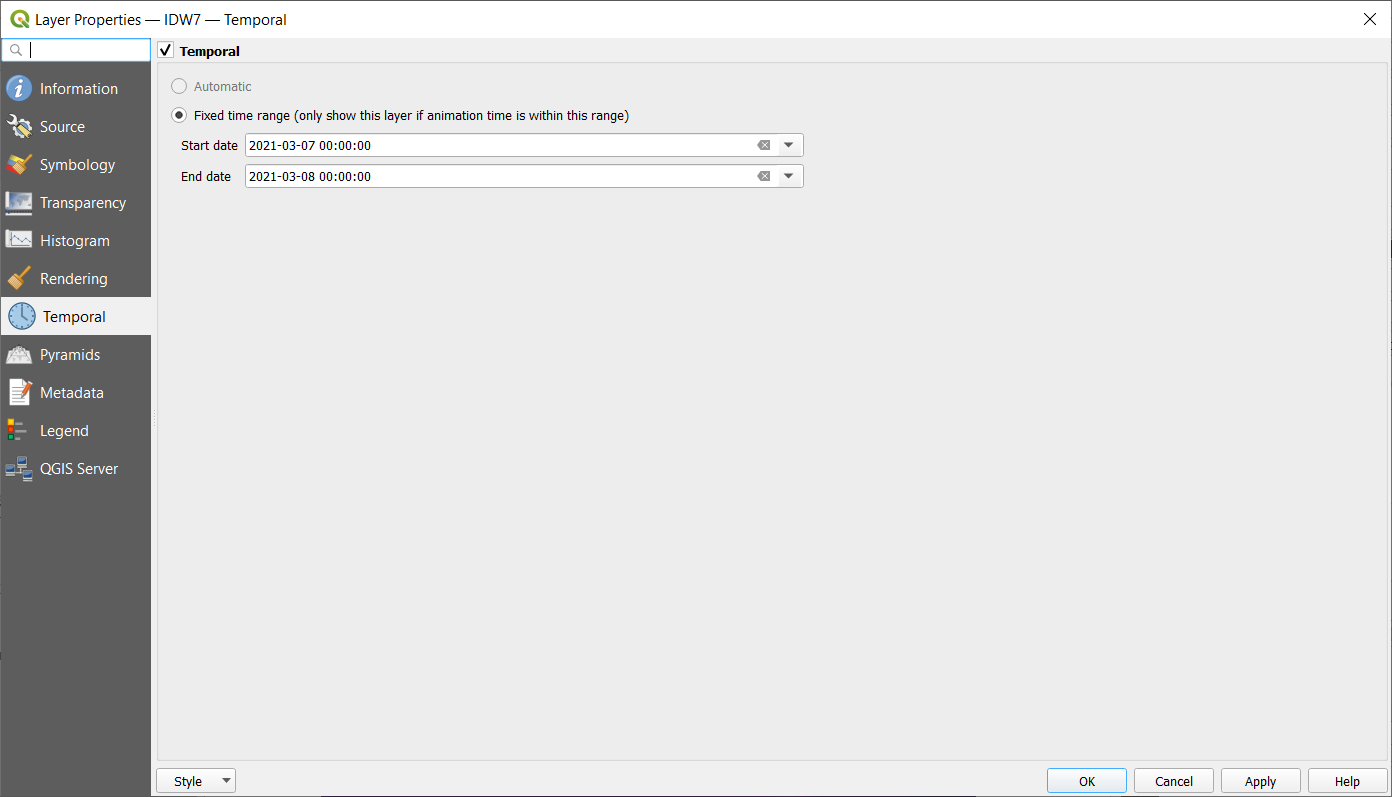 Layer Properties — IDW7 — Temporal
Information
Source
Symbology
Transparency
Histogram
Rendering
Temporal
Pyramids
Metadata
Legend
QGIS Server
Temporal
Automatic
Fixed time range (only show this layer if animation time is within this range)
Start date 2021-03-07 00:00:00
End date 2021-03-08 00:00:00
Style OK Cancel Apply Help